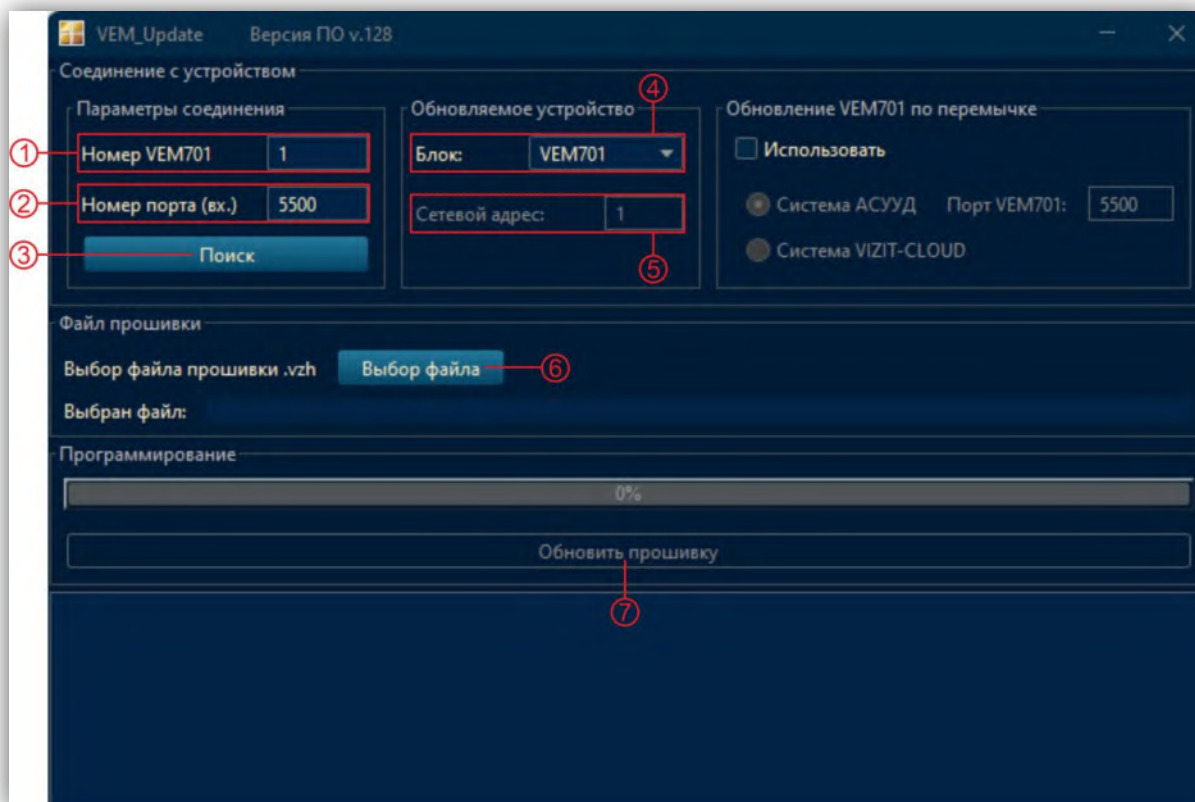 VEM_Update Версия ПО v.128
Соединение с устройством
Параметры соединения
① Номер VEM701 1
② Номер порта (вх.) 5500
③ Поиск
Обновляемое устройство
④
Блок: VEM701
Сетевой адрес: 1
⑤
Обновление VEM701 по перемычке
Использовать
Система АСУУД Порт VEM701: 5500
Система VIZIT-CLOUD
Файл прошивки
Выбор файла прошивки .vzh Выбор файла ⑥
Выбран файл:
Программирование
0%
Обновить прошивку
⑦